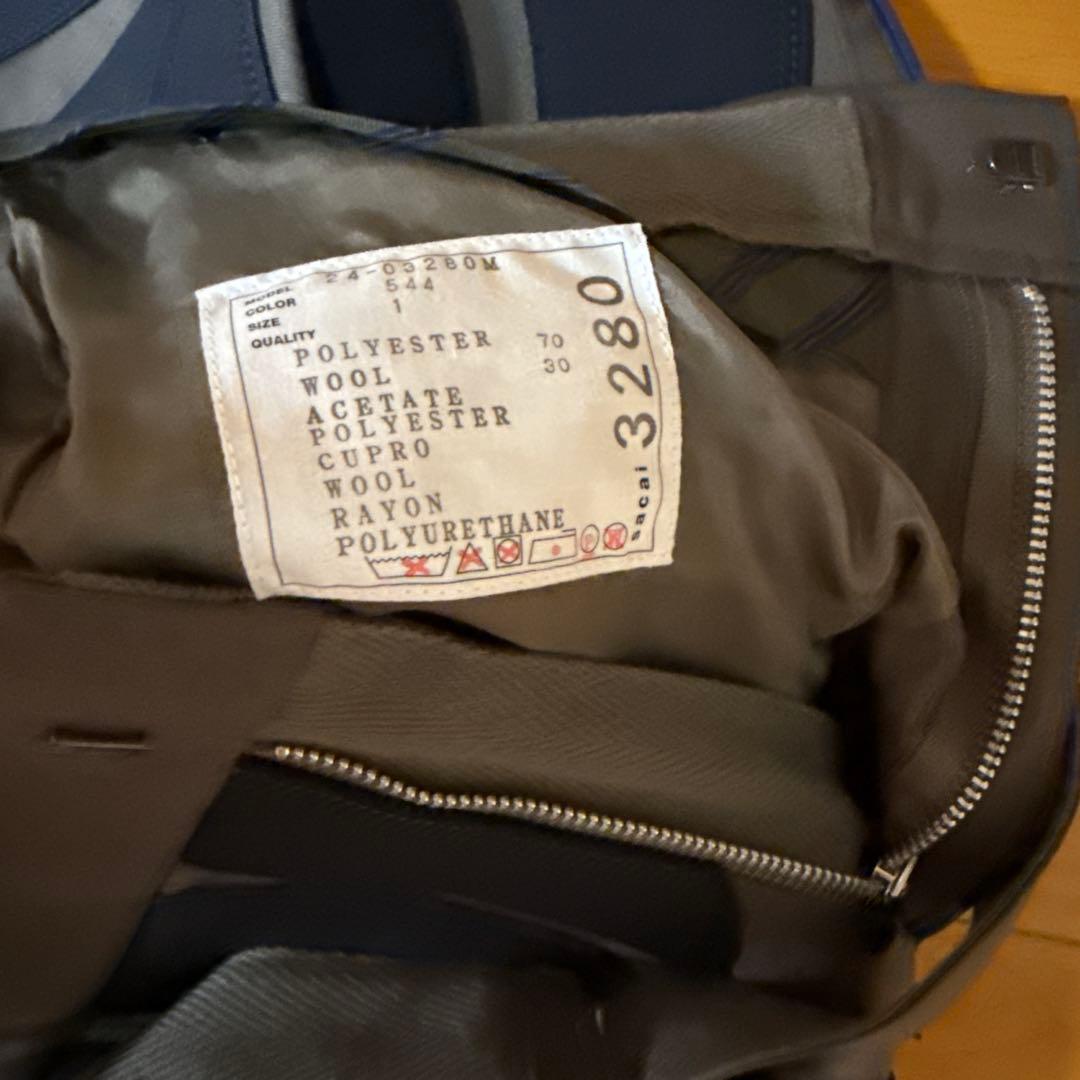 MODEL 24-03280M
COLOR 544
SIZE 1
QUALITY
POLYESTER 70
WOOL 30
ACETATE
POLYESTER
CUPRO
WOOL
RAYON
POLYURETHANE
P W
sacai 3280